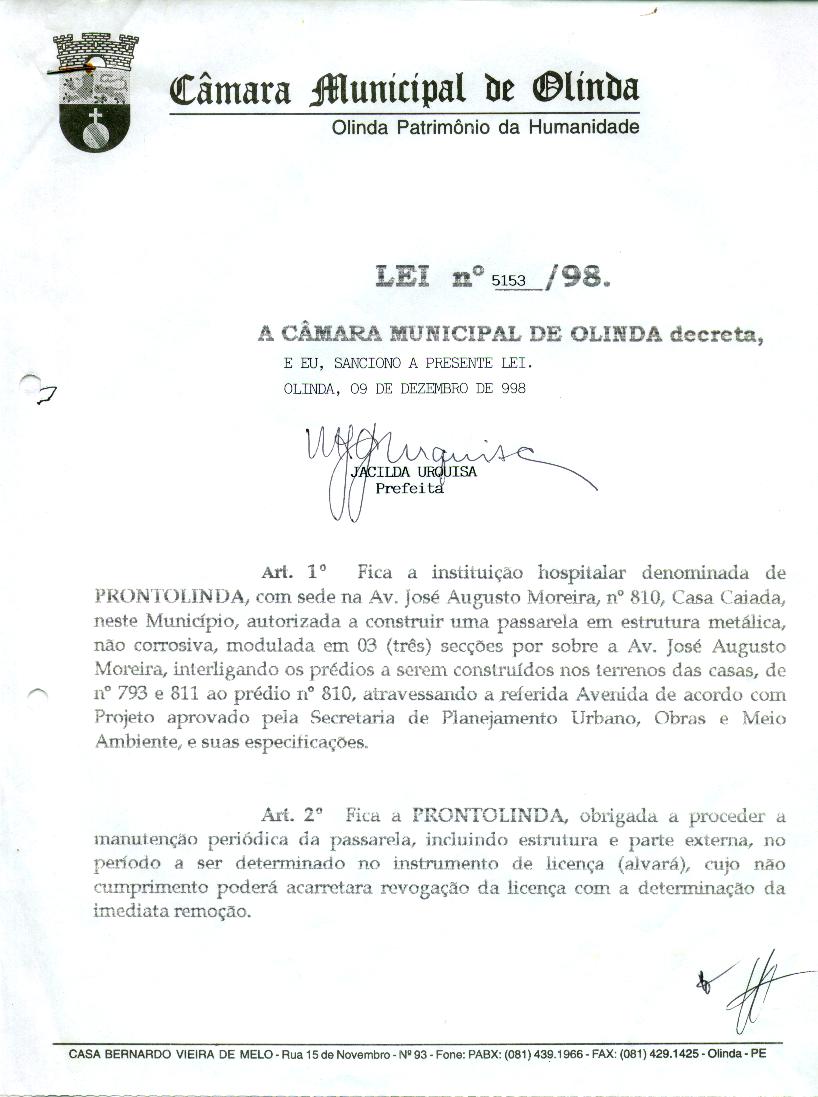 Câmara Municipal de Olinda
Olinda Patrimônio da Humanidade
LEI nº 5153 /98.
A CÂMARA MUNICIPAL DE OLINDA decreta,
E EU, SANCIONO A PRESENTE LEI.
OLINDA, 09 DE DEZEMBRO DE 998
JACILDA URQUISA
Prefeita
Art. 1º Fica a instituição hospitalar denominada de
PRONTOLINDA, com sede na Av. José Augusto Moreira, nº 810, Casa Caiada,
neste Município, autorizada a construir uma passarela em estrutura metálica,
não corrosiva, modulada em 03 (três) secções por sobre a Av. José Augusto
Moreira, interligando os prédios a serem construídos nos terrenos das casas, de
nº 793 e 811 ao prédio nº 810, atravessando a referida Avenida de acordo com
Projeto aprovado pela Secretaria de Planejamento Urbano, Obras e Meio
Ambiente, e suas especificações.
Art. 2º Fica a PRONTOLINDA, obrigada a proceder a
manutenção periódica da passarela, incluindo estrutura e parte externa, no
período a ser determinado no instrumento de licença (alvará), cujo não
cumprimento poderá acarretara revogação da licença com a determinação da
imediata remoção.
CASA BERNARDO VIEIRA DE MELO - Rua 15 de Novembro - Nº 93 - Fone: PABX: (081) 439.1966 - FAX: (081) 429.1425 - Olinda - PE